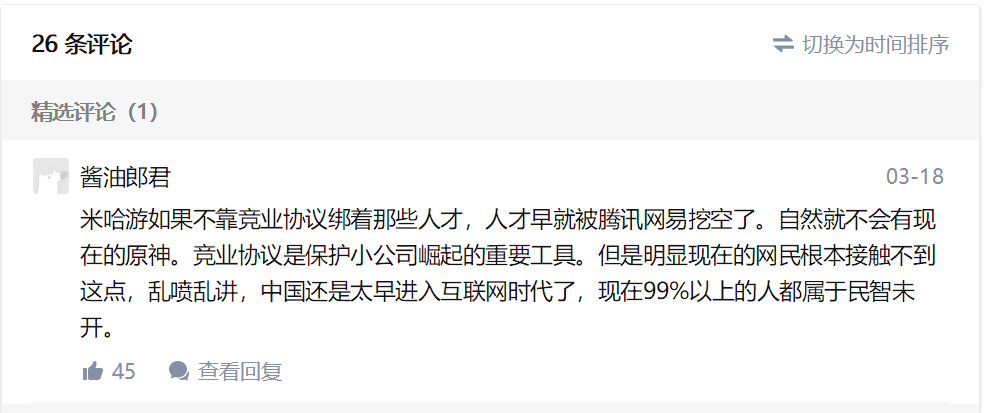 26 条评论
切换为时间排序
精选评论（1）
酱油郎君
03-18
米哈游如果不靠竞业协议绑着那些人才，人才早就被腾讯网易挖空了。自然就不会有现
在的原神。竞业协议是保护小公司崛起的重要工具。但是明显现在的网民根本接触不到
这点，乱喷乱讲，中国还是太早进入互联网时代了，现在99%以上的人都属于民智未
开。
45
查看回复